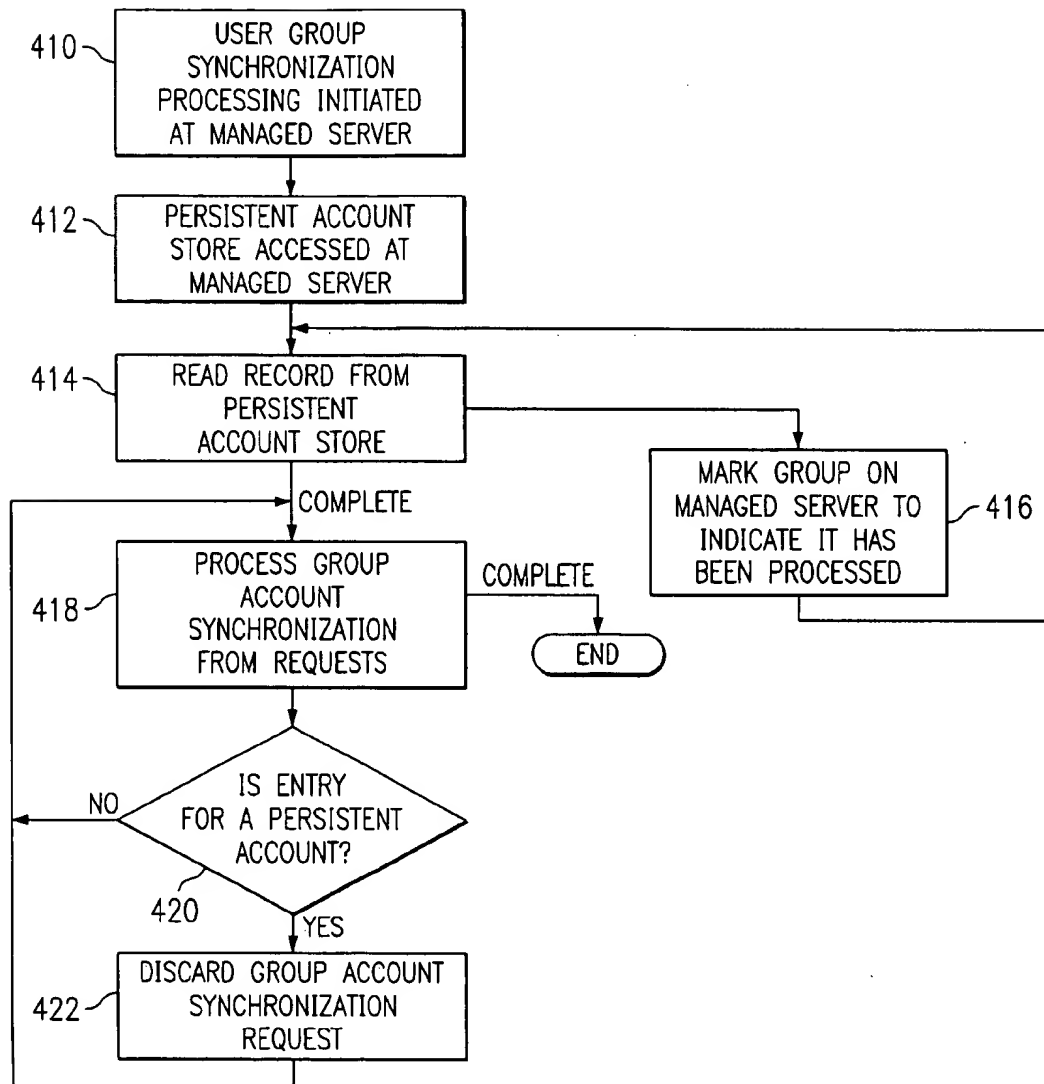 410
USER GROUP
SYNCHRONIZATION
PROCESSING INITIATED
AT MANAGED SERVER
412
PERSISTENT ACCOUNT
STORE ACCESSED AT
MANAGED SERVER
414
READ RECORD FROM
PERSISTENT
ACCOUNT STORE
MARK GROUP ON
MANAGED SERVER TO
INDICATE IT HAS
BEEN PROCESSED
416
COMPLETE
418
PROCESS GROUP
ACCOUNT
SYNCHRONIZATION
FROM REQUESTS
COMPLETE
END
IS ENTRY
FOR A PERSISTENT
ACCOUNT?
NO
420
YES
422
DISCARD GROUP ACCOUNT
SYNCHRONIZATION
REQUEST